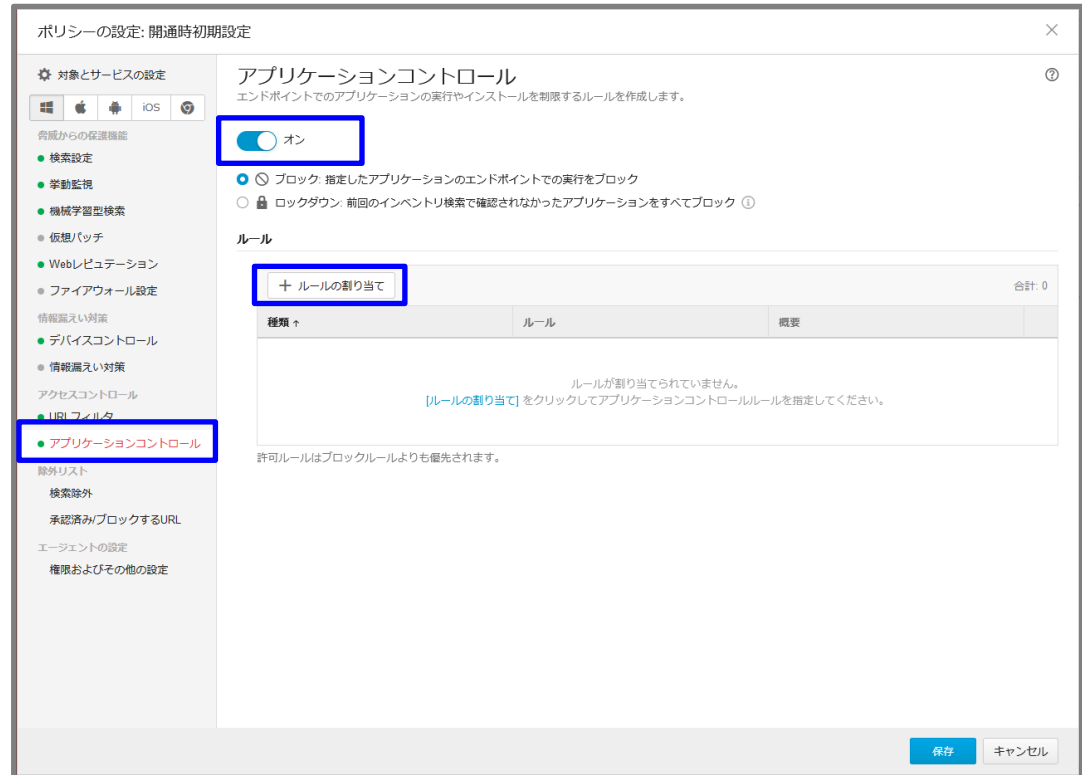 ポリシーの設定: 開通時初期設定
対象とサービスの設定
iOS
脅威からの保護機能
検索設定
挙動監視
機械学習型検索
仮想パッチ
Webレピュテーション
ファイアウォール設定
情報漏えい対策
デバイスコントロール
情報漏えい対策
アクセスコントロール
URLフィルタ
アプリケーションコントロール
除外リスト
検索除外
承認済み/ブロックするURL
エージェントの設定
権限およびその他の設定
アプリケーションコントロール
エンドポイントでのアプリケーションの実行やインストールを制限するルールを作成します。
オン
ブロック: 指定したアプリケーションのエンドポイントでの実行をブロック
ロックダウン: 前回のインベントリ検索で確認されなかったアプリケーションをすべてブロック
ルール
+ ルールの割り当て 合計: 0
種類 ↑ ルール 概要
ルールが割り当てられていません。
[ルールの割り当て] をクリックしてアプリケーションコントロールルールを指定してください。
許可ルールはブロックルールよりも優先されます。
保存 キャンセル